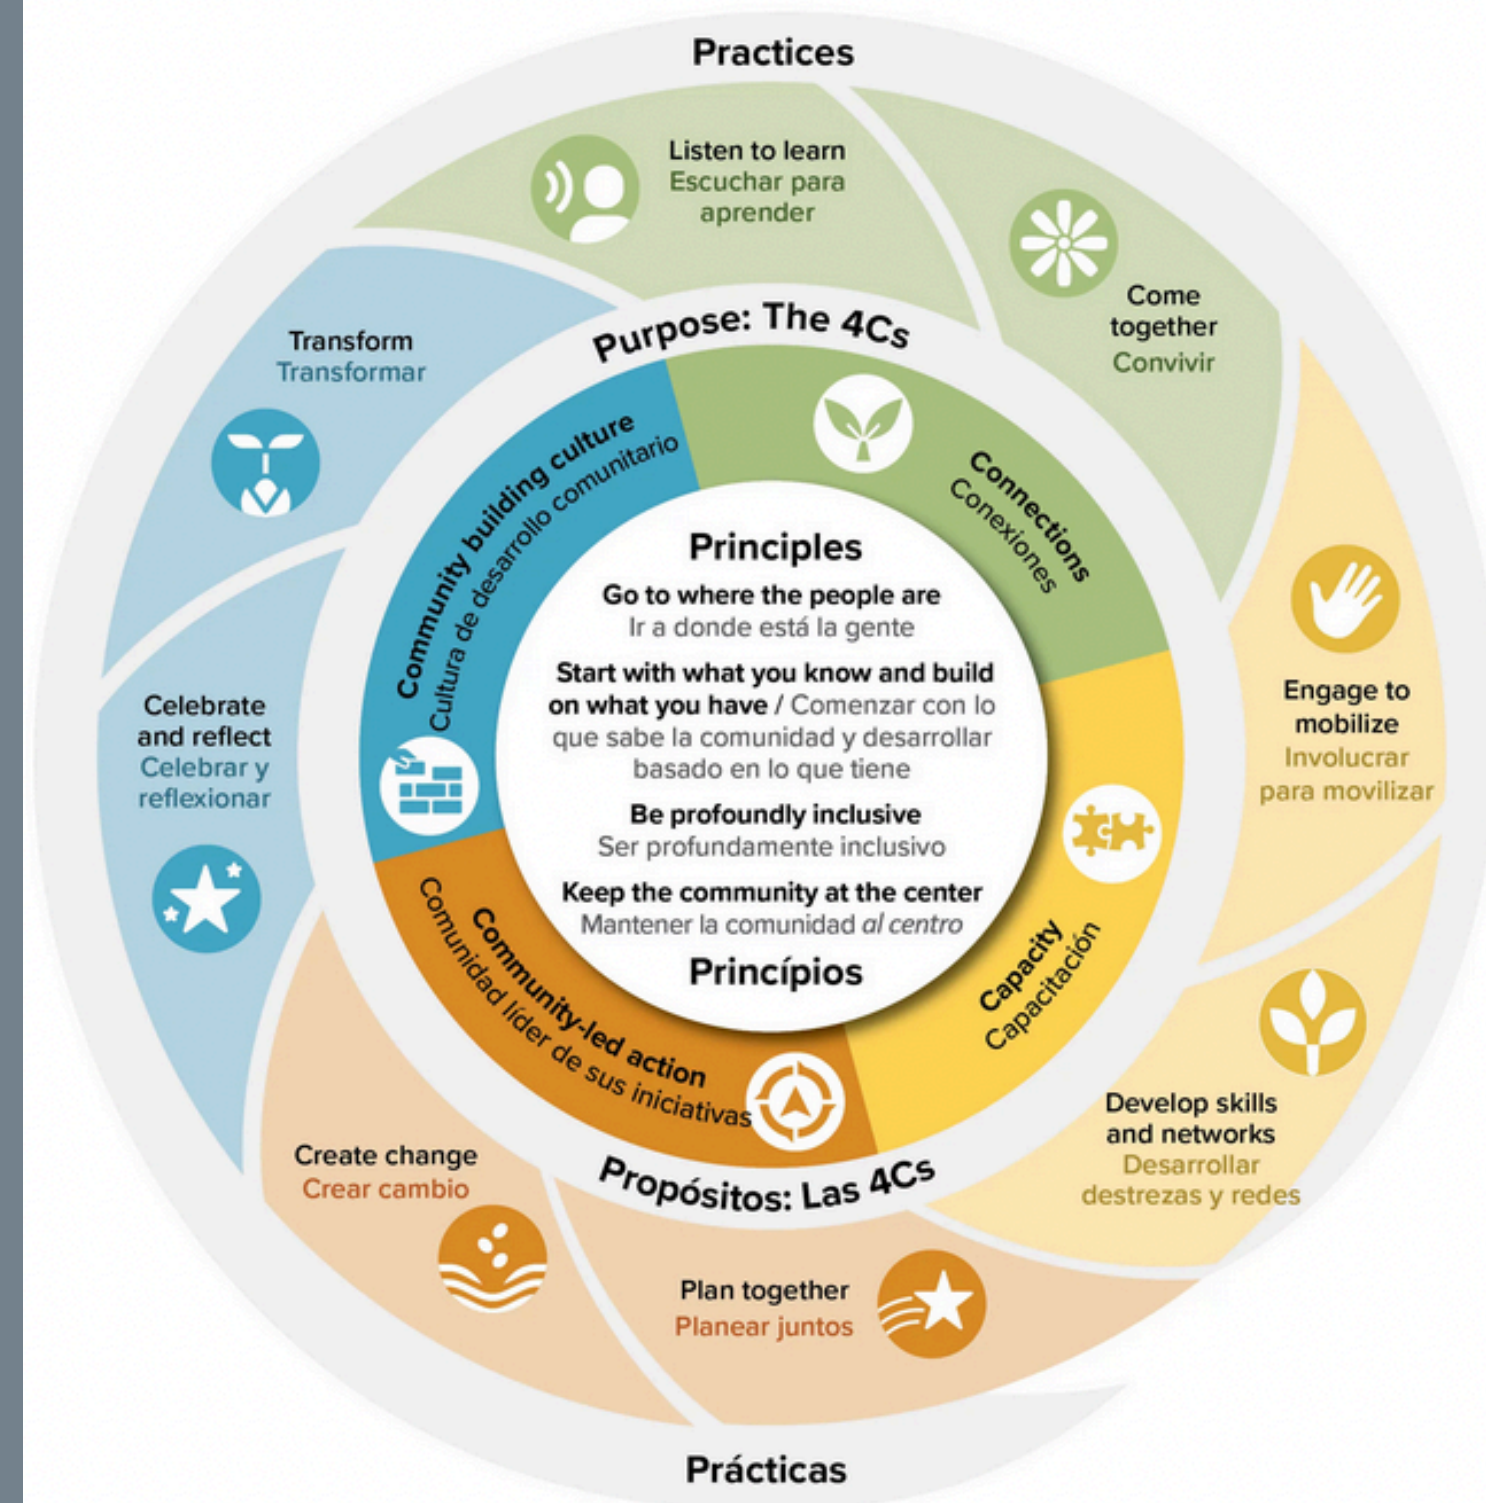 Practices
Listen to learn
Escuchar para
aprender
Come
together
Convivir
Engage to
mobilize
Involucrar
para movilizar
Develop skills
and networks
Desarrollar
destrezas y redes
Plan together
Planear juntos
Create change
Crear cambio
Celebrate
and reflect
Celebrar y
reflexionar
Transform
Transformar
Purpose: The 4Cs
Connections
Conexiones
Capacity
Capacitación
Community-led action
Comunidad líder de sus iniciativas
Community building culture
Cultura de desarrollo comunitario
Propósitos: Las 4Cs
Principles
Go to where the people are
Ir a donde está la gente
Start with what you know and build
on what you have / Comenzar con lo
que sabe la comunidad y desarrollar
basado en lo que tiene
Be profoundly inclusive
Ser profundamente inclusivo
Keep the community at the center
Mantener la comunidad al centro
Princípios
Prácticas